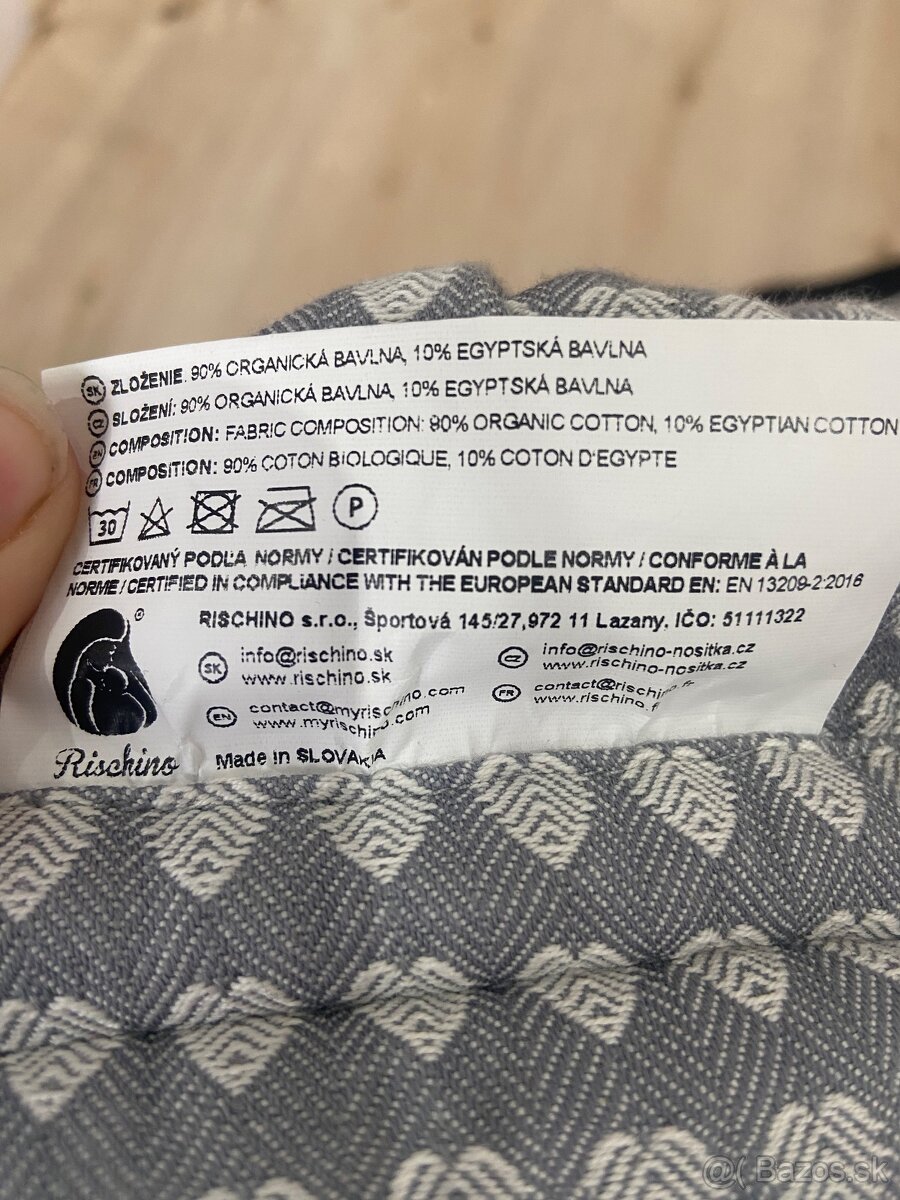 SK ZLOŽENIE. 90% ORGANICKÁ BAVLNA, 10% EGYPTSKÁ BAVLNA
CZ SLOŽENÍ: 90% ORGANICKÁ BAVLNA, 10% EGYPTSKÁ BAVLNA
EN COMPOSITION: FABRIC COMPOSITION: 90% ORGANIC COTTON, 10% EGYPTIAN COTTON
FR COMPOSITION: 90% COTON BIOLOGIQUE, 10% COTON D'EGYPTE
30 P
CERTIFIKOVANÝ PODĽA NORMY / CERTIFIKOVÁN PODLE NORMY / CONFORME À LA
NORME / CERTIFIED IN COMPLIANCE WITH THE EUROPEAN STANDARD EN: EN 13209-2:2016
RISCHINO s.r.o., Športová 145/27,972 11 Lazany, IČO: 51111322
SK info@rischino.sk
www.rischino.sk
CZ info@rischino-nositka.cz
www.rischino-nositka.cz
EN contact@myrischino.com
www.myrischino.com
FR contact@rischino.fr
www.rischino.f
Rischino ®
Made in SLOVAKIA
@( Bazos.sk